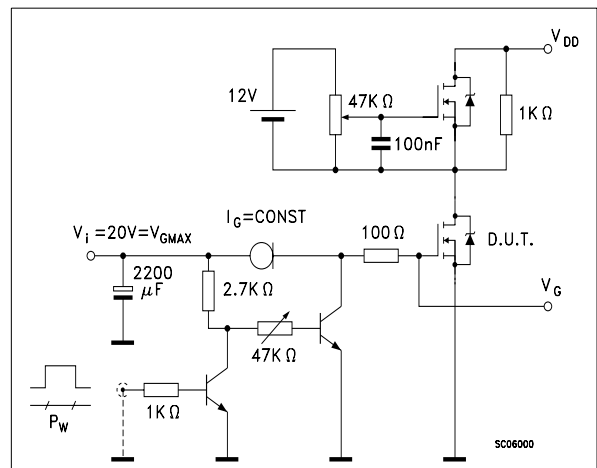 V_DD
12V
47K Ω
1K Ω
100nF
I_G=CONST
V_i=20V=V_GMAX
100Ω
D.U.T.
2200
μF
2.7K Ω
V_G
47K Ω
1K Ω
P_W
SC06000